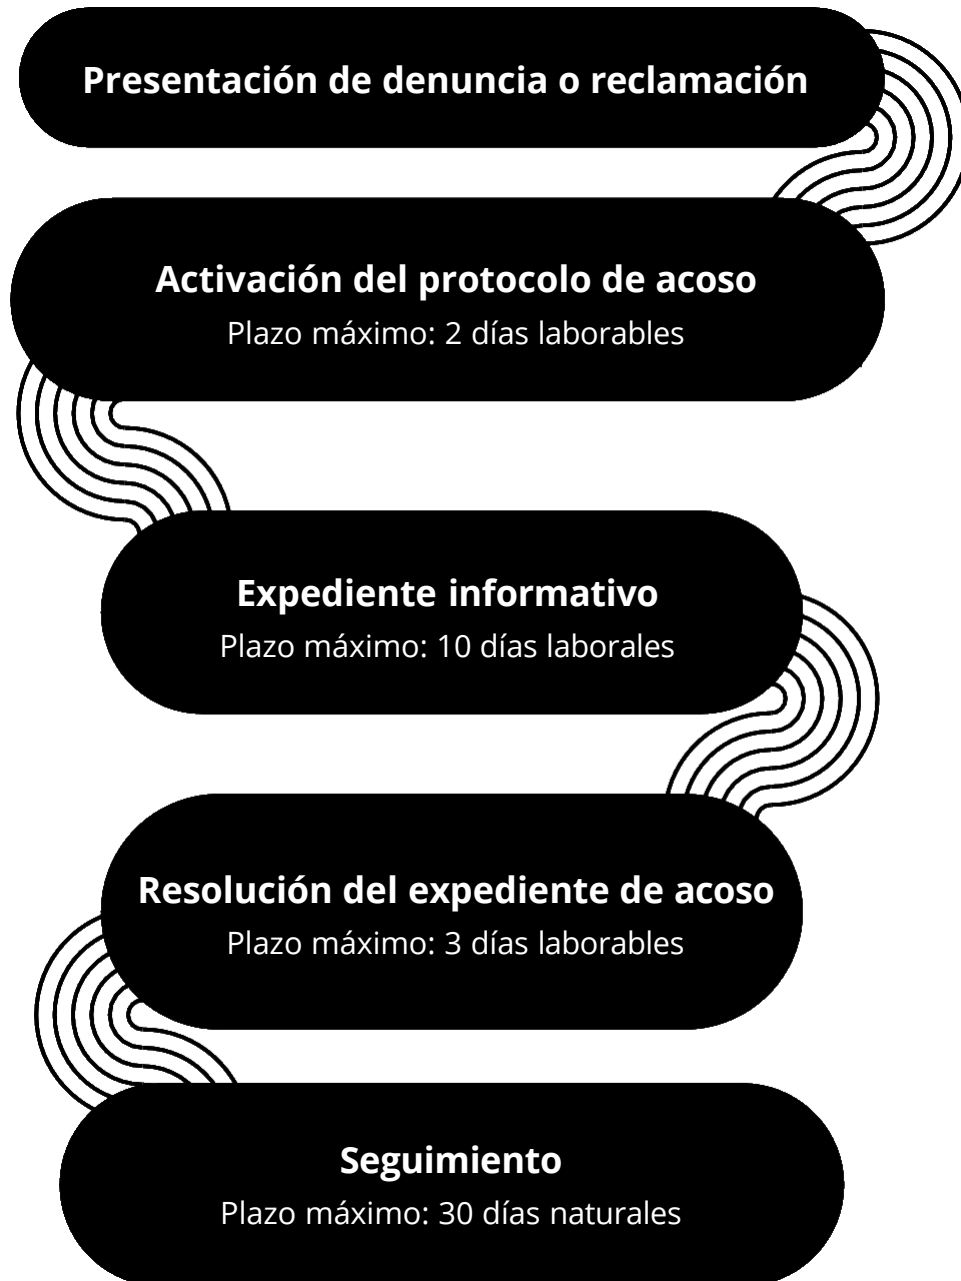 Presentación de denuncia o reclamación
Activación del protocolo de acoso
Plazo máximo: 2 días laborables
Expediente informativo
Plazo máximo: 10 días laborales
Resolución del expediente de acoso
Plazo máximo: 3 días laborables
Seguimiento
Plazo máximo: 30 días naturales